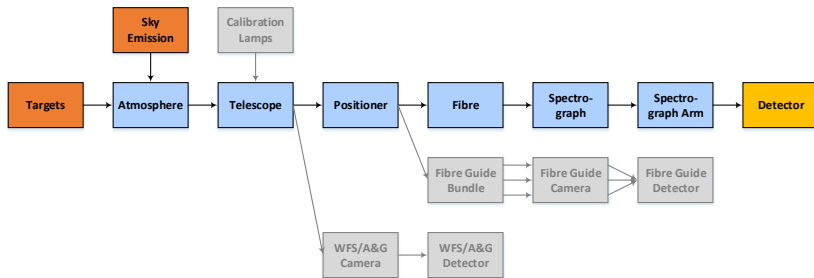 Sky
Emission
Calibration
Lamps
Targets
Atmosphere
Telescope
Positioner
Fibre
Spectro-
graph
Spectro-
graph Arm
Detector
Fibre Guide
Bundle
Fibre Guide
Camera
Fibre Guide
Detector
WFS/A&G
Camera
WFS/A&G
Detector